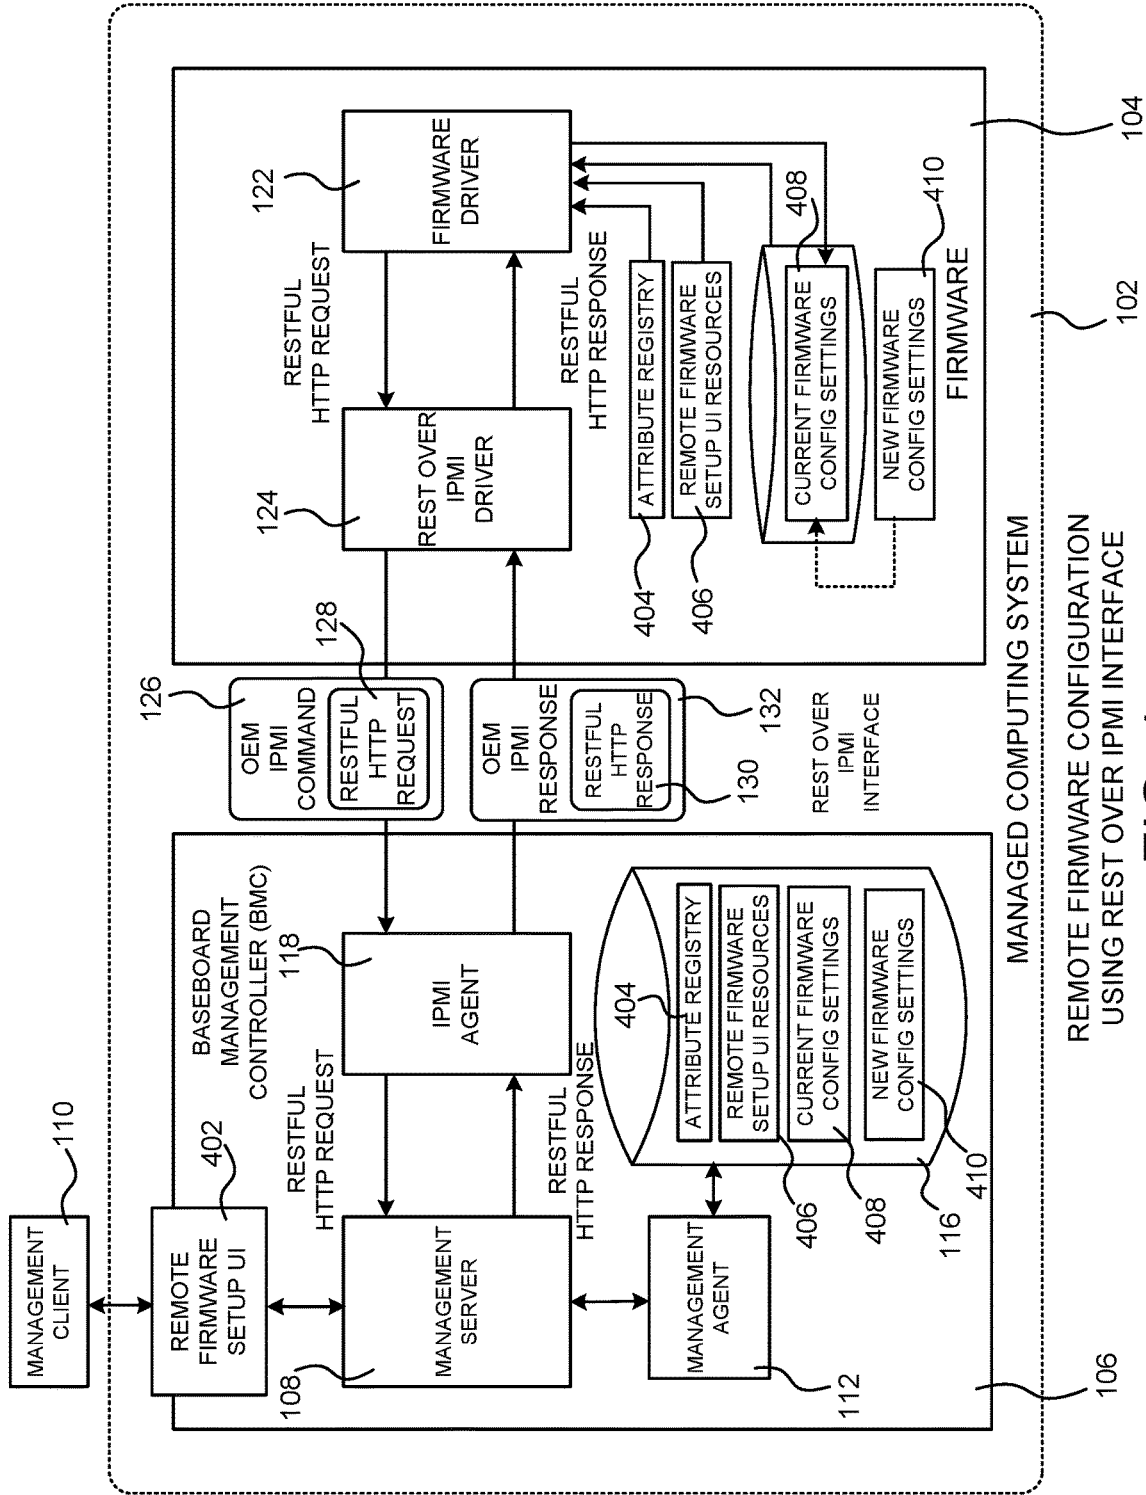 110
MANAGEMENT
CLIENT
402
REMOTE
FIRMWARE
SETUP UI
BASEBOARD
MANAGEMENT
CONTROLLER (BMC)
108
MANAGEMENT
SERVER
RESTFUL
HTTP REQUEST
RESTFUL
HTTP RESPONSE
118
IPMI
AGENT
MANAGEMENT
AGENT
112
404
ATTRIBUTE REGISTRY
REMOTE FIRMWARE
SETUP UI RESOURCES
406
CURRENT FIRMWARE
CONFIG SETTINGS
408
NEW FIRMWARE
CONFIG SETTINGS
410
116
106
126
OEM
IPMI
COMMAND
128
RESTFUL
HTTP
REQUEST
OEM
IPMI
RESPONSE
132
RESTFUL
HTTP
RESPONSE
130
REST OVER
IPMI
INTERFACE
124
REST OVER
IPMI
DRIVER
RESTFUL
HTTP REQUEST
RESTFUL
HTTP RESPONSE
122
FIRMWARE
DRIVER
404
ATTRIBUTE REGISTRY
406
REMOTE FIRMWARE
SETUP UI RESOURCES
408
CURRENT FIRMWARE
CONFIG SETTINGS
410
NEW FIRMWARE
CONFIG SETTINGS
FIRMWARE
104
MANAGED COMPUTING SYSTEM
102
REMOTE FIRMWARE CONFIGURATION
USING REST OVER IPMI INTERFACE